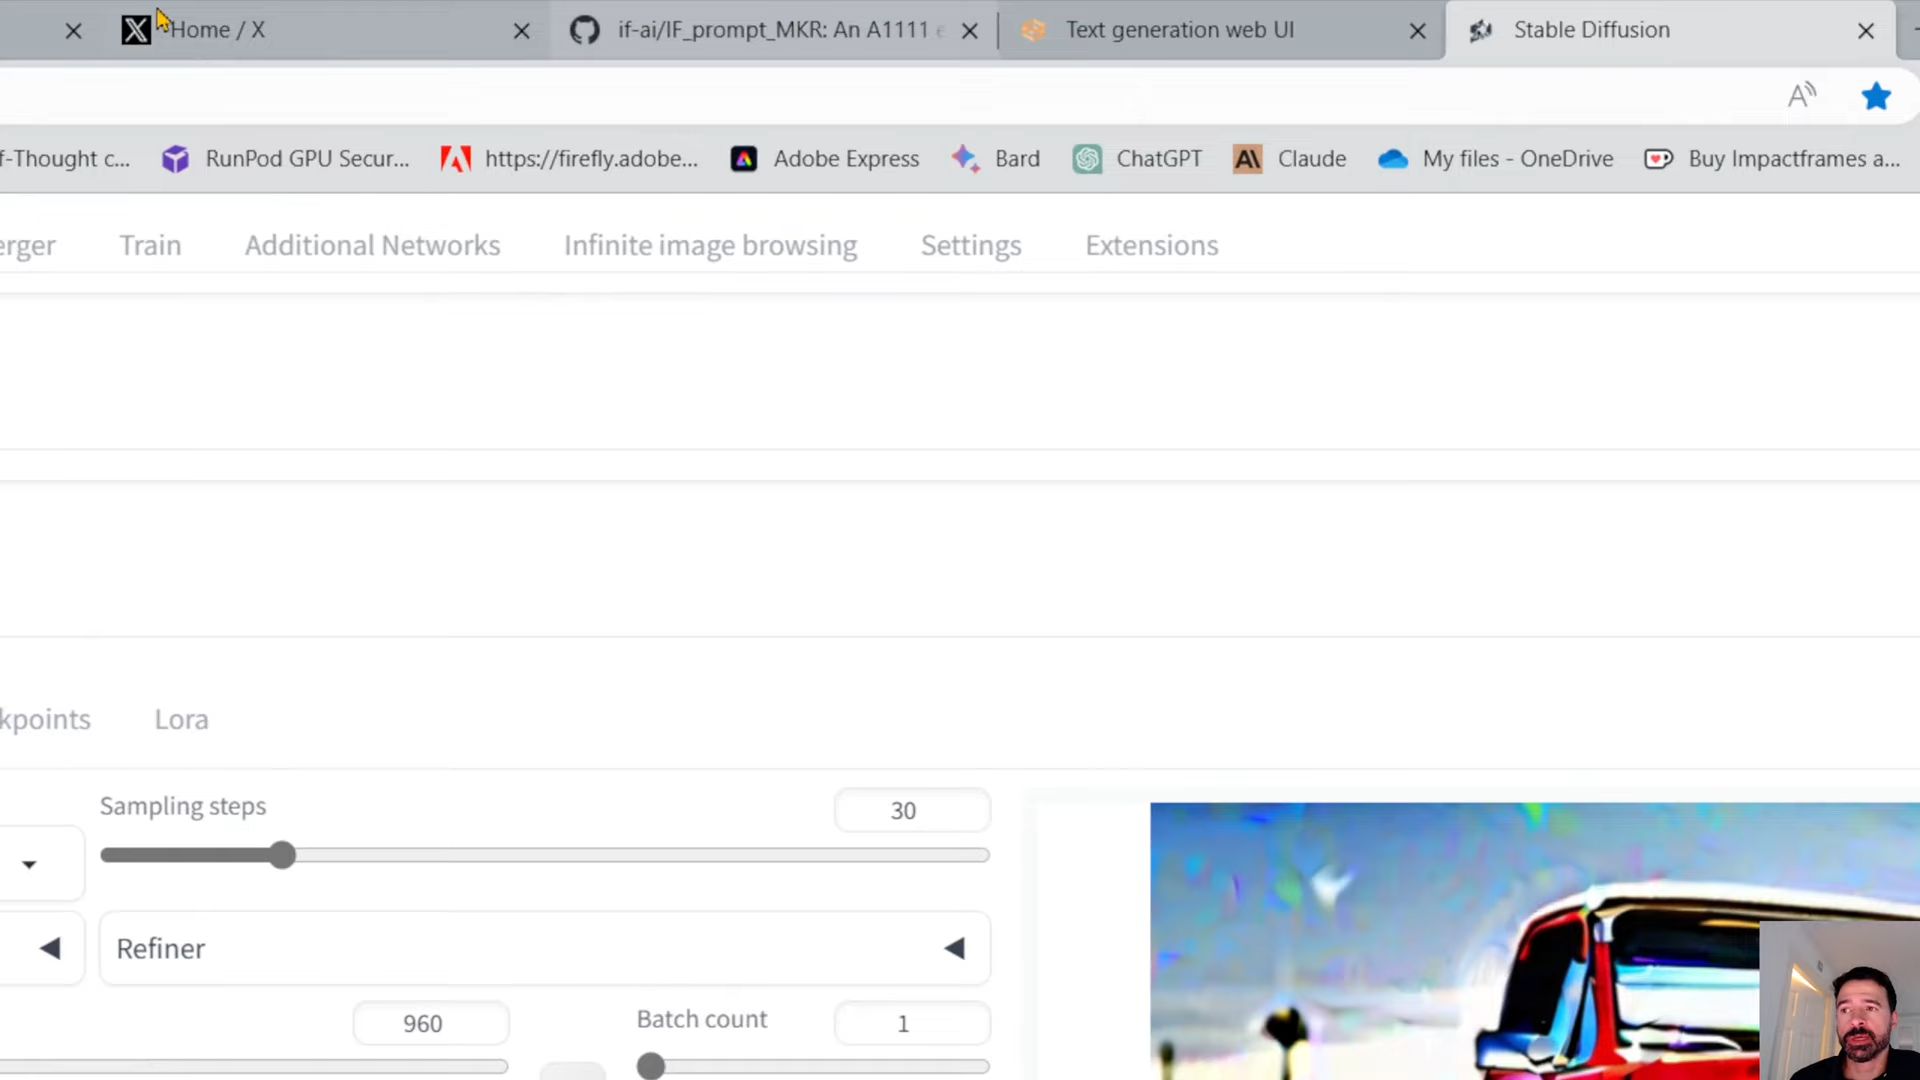 Home / X
if-ai/IF_prompt_MKR: An A1111
Text generation web UI
Stable Diffusion
f-Thought c...
RunPod GPU Secur...
https://firefly.adobe...
Adobe Express
Bard
ChatGPT
Claude
My files - OneDrive
Buy Impactframes a...
erger
Train
Additional Networks
Infinite image browsing
Settings
Extensions
kpoints
Lora
Sampling steps
30
Refiner
960
Batch count
1